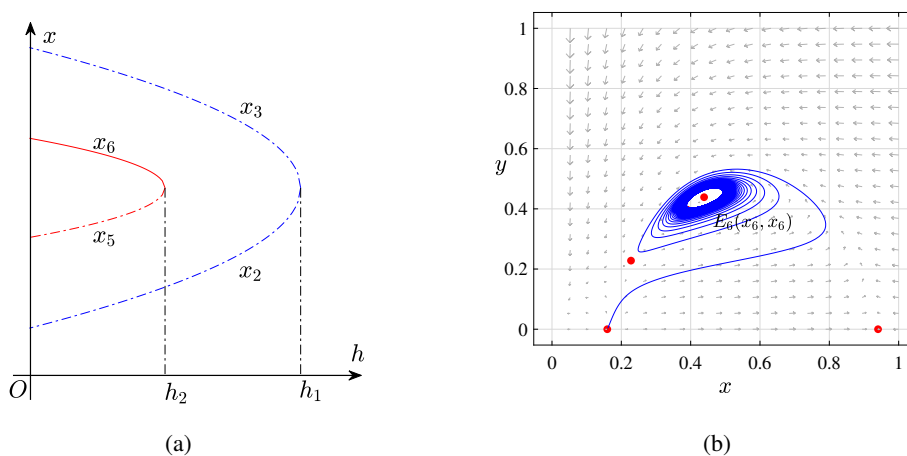 x
x₃
x₆
x₅
x₂
h
O
h₂
h₁
(a)
1
0.8
0.6
y
0.4
E₆(x₆, x₆)
0.2
0
0 0.2 0.4 0.6 0.8 1
x
(b)